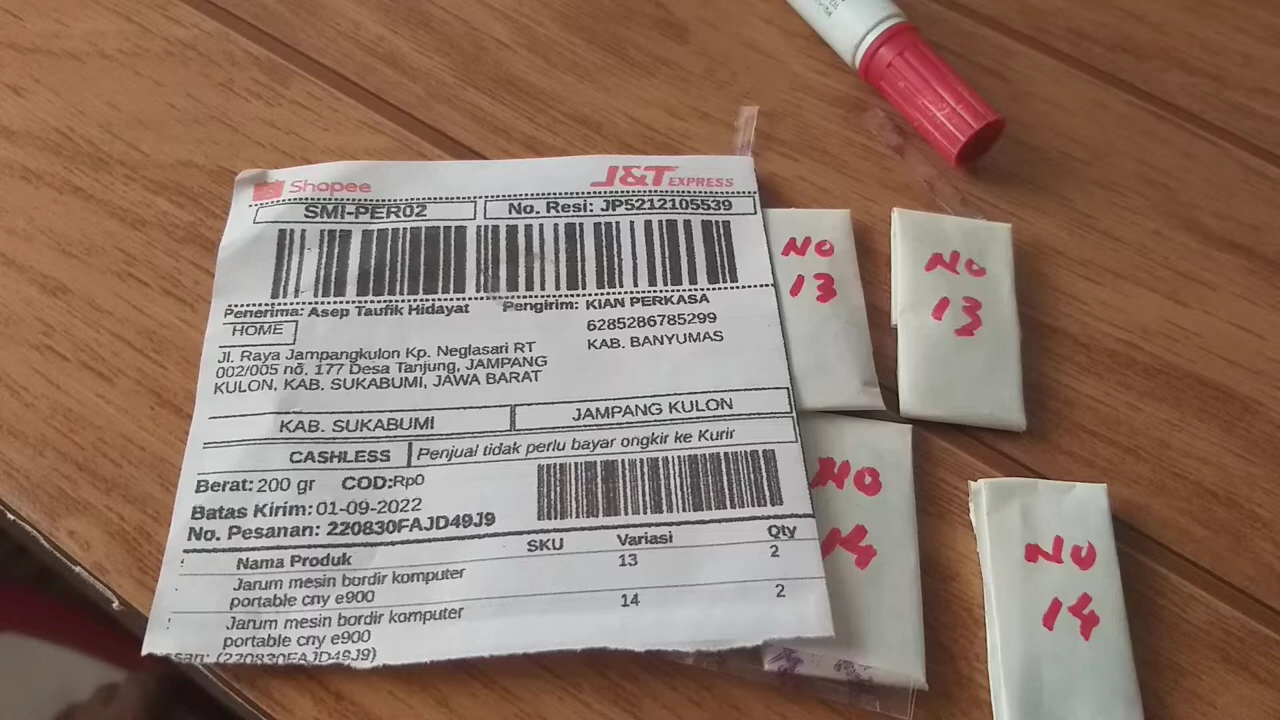 Shopee
J&T EXPRESS
SMI-PER02
No. Resi: JP5212105539
Penerima: Asep Taufik Hidayat
Pengirim: KIAN PERKASA
HOME
6285286785299
KAB. BANYUMAS
Jl. Raya Jampangkulon Kp. Neglasari RT
002/005 no. 177 Desa Tanjung, JAMPANG
KULON, KAB. SUKABUMI, JAWA BARAT
KAB. SUKABUMI
JAMPANG KULON
CASHLESS
Penjual tidak perlu bayar ongkir ke Kurir
Berat: 200 gr COD:Rp0
Batas Kirim: 01-09-2022
No. Pesanan: 220830FAJD49J9
Nama Produk SKU Variasi Qty
Jarum mesin bordir komputer 13 2
portable cny e900
Jarum mesin bordir komputer 14 2
portable cny e900
(220830FAJD49J9)
NO
13
NO
13
NO
14
NO
14